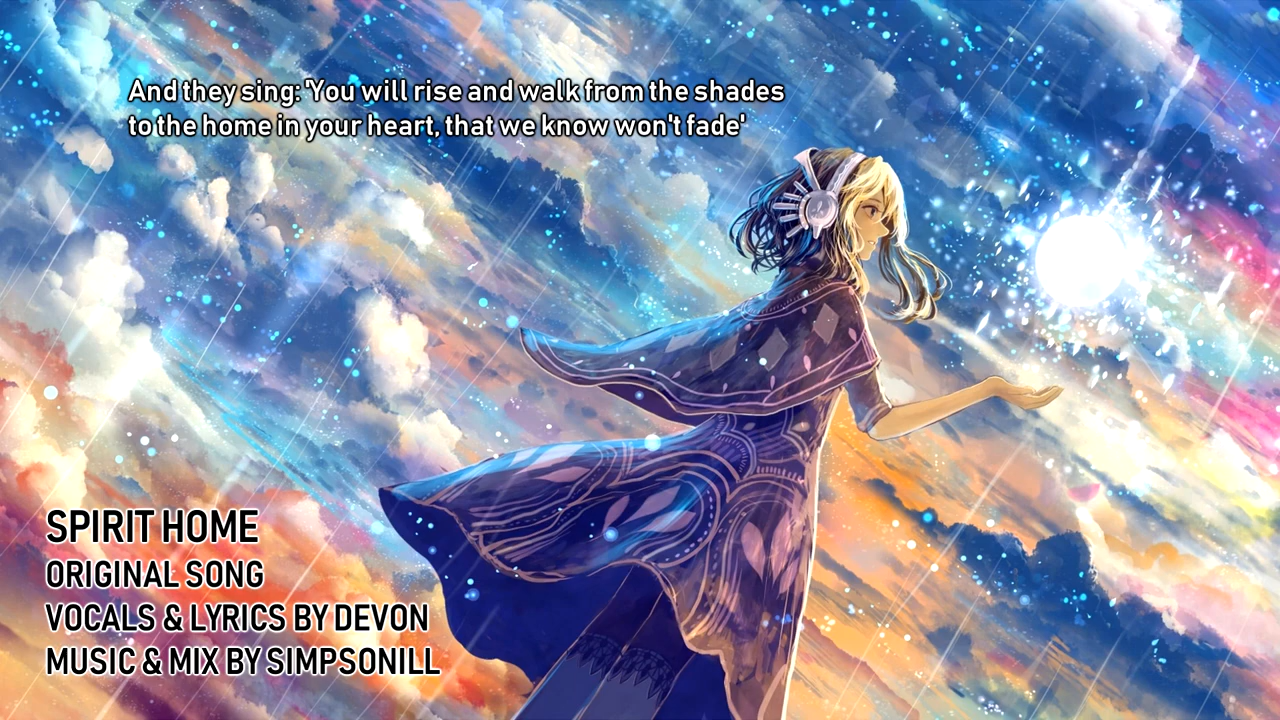 And they sing: 'You will rise and walk from the shades
to the home in your heart, that we know won't fade'
SPIRIT HOME
ORIGINAL SONG
VOCALS & LYRICS BY DEVON
MUSIC & MIX BY SIMPSONILL